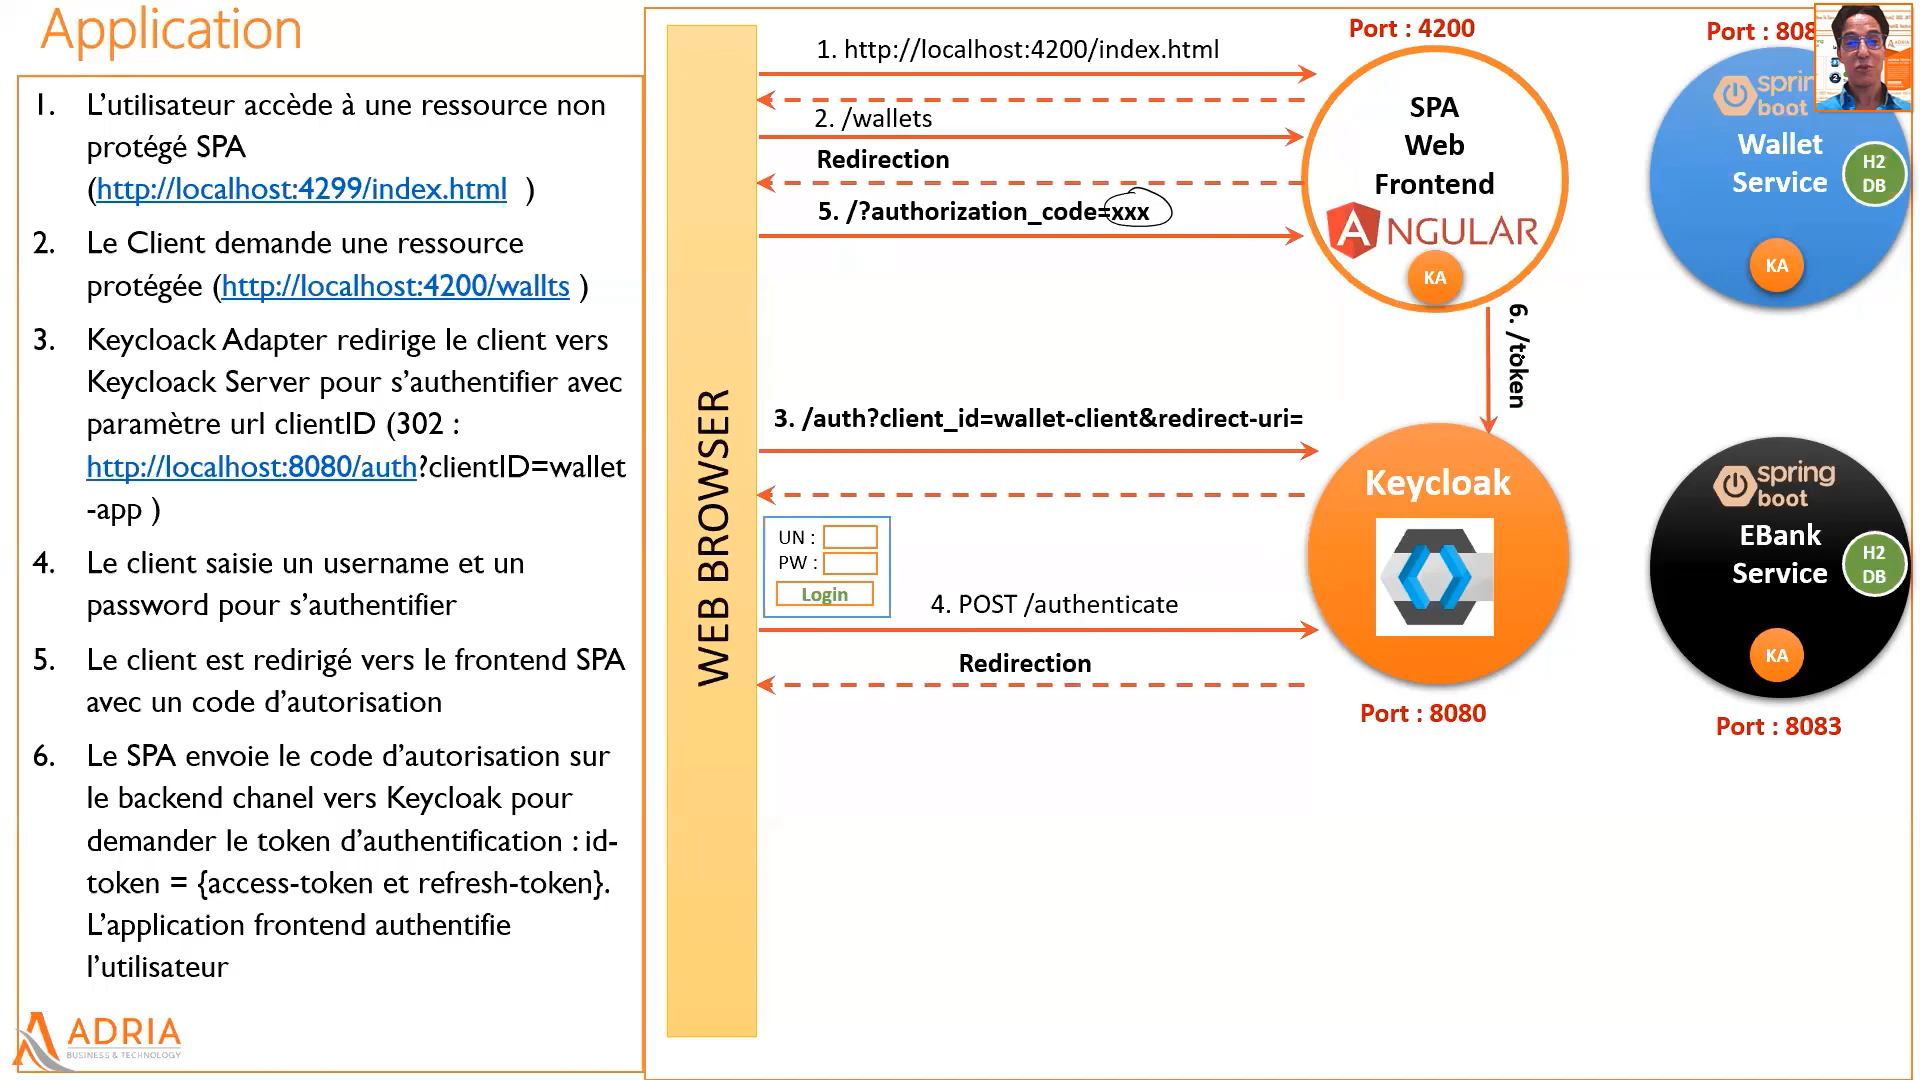 Application
1. L'utilisateur accède à une ressource non
protégé SPA
(http://localhost:4299/index.html )
2. Le Client demande une ressource
protégée (http://localhost:4200/wallts )
3. Keycloack Adapter redirige le client vers
Keycloack Server pour s'authentifier avec
paramètre url clientID (302 :
http://localhost:8080/auth?clientID=wallet
-app )
4. Le client saisie un username et un
password pour s'authentifier
5. Le client est redirigé vers le frontend SPA
avec un code d'autorisation
6. Le SPA envoie le code d'autorisation sur
le backend chanel vers Keycloak pour
demander le token d'authentification : id-
token = {access-token et refresh-token}.
L'application frontend authentifie
l'utilisateur
ADRIA
BUSINESS & TECHNOLOGY
WEB BROWSER
1. http://localhost:4200/index.html
2. /wallets
Redirection
5. /?authorization_code=xxx
3. /auth?client_id=wallet-client&redirect-uri=
UN :
PW :
Login
4. POST /authenticate
Redirection
Port : 4200
SPA
Web
Frontend
ANGULAR
KA
6. /token
Keycloak
Port : 8080
Port : 808
spring
boot
Wallet
Service
H2
DB
KA
spring
boot
EBank
Service
H2
DB
KA
Port : 8083